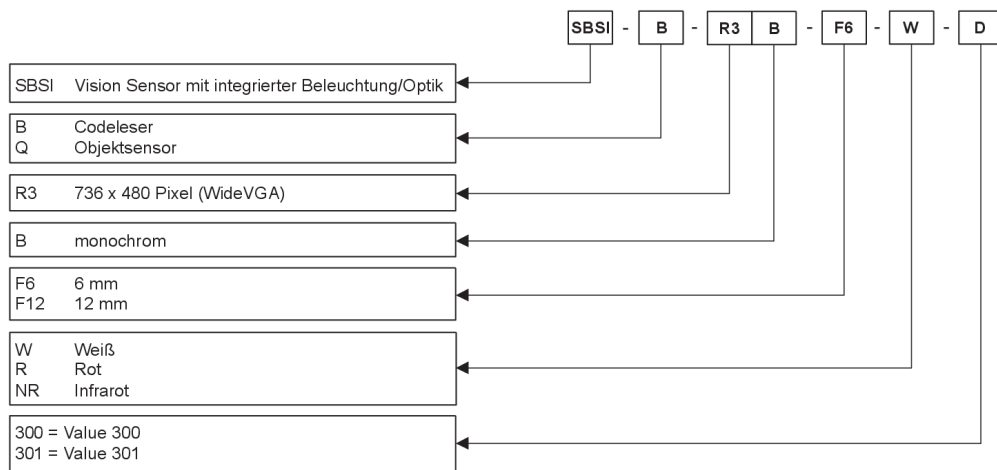 SBSI - B - R3 B - F6 - W - D
SBSI Vision Sensor mit integrierter Beleuchtung/Optik
B Codeleser
Q Objektsensor
R3 736 x 480 Pixel (WideVGA)
B monochrom
F6 6 mm
F12 12 mm
W Weiß
R Rot
NR Infrarot
300 = Value 300
301 = Value 301